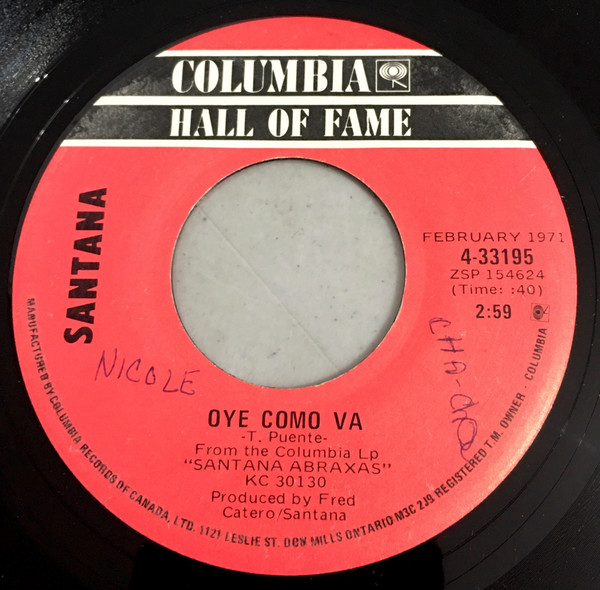 COLUMBIA
HALL OF FAME
SANTANA
FEBRUARY 1971
4-33195
ZSP 154624
(Time: :40)
2:59
NICOLE
CHA-CHA
OYE COMO VA
-T. Puente-
From the Columbia Lp
"SANTANA ABRAXAS"
KC 30130
Produced by Fred
Catero/Santana
MANUFACTURED BY COLUMBIA RECORDS OF CANADA, LTD. 1121 LESLIE ST. DON MILLS ONTARIO M3C 2J9 REGISTERED T.M. OWNER - COLUMBIA